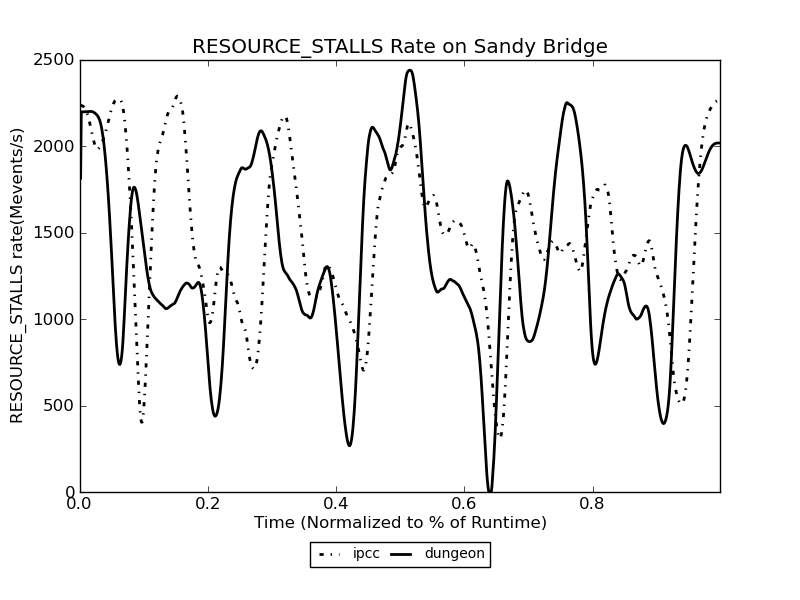 RESOURCE_STALLS Rate on Sandy Bridge
RESOURCE_STALLS rate(Mevents/s)
2500
2000
1500
1000
500
0
0.0 0.2 0.4 0.6 0.8
Time (Normalized to % of Runtime)
ipcc dungeon